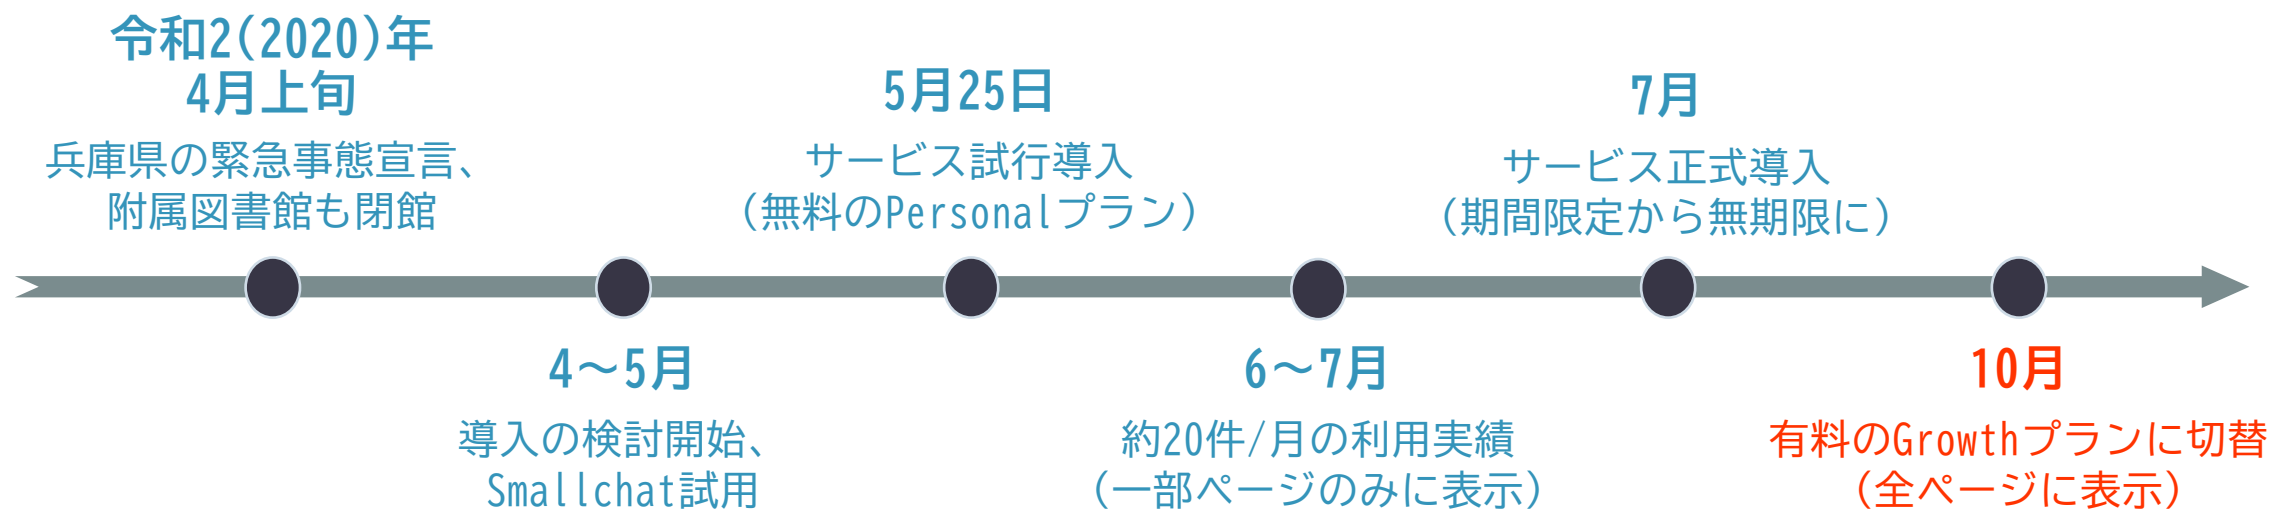 令和2(2020)年
4月上旬
兵庫県の緊急事態宣言、
附属図書館も閉館
4～5月
導入の検討開始、
Smallchat試用
5月25日
サービス試行導入
（無料のPersonalプラン）
6～7月
約20件/月の利用実績
（一部ページのみに表示）
7月
サービス正式導入
（期間限定から無期限に）
10月
有料のGrowthプランに切替
（全ページに表示）